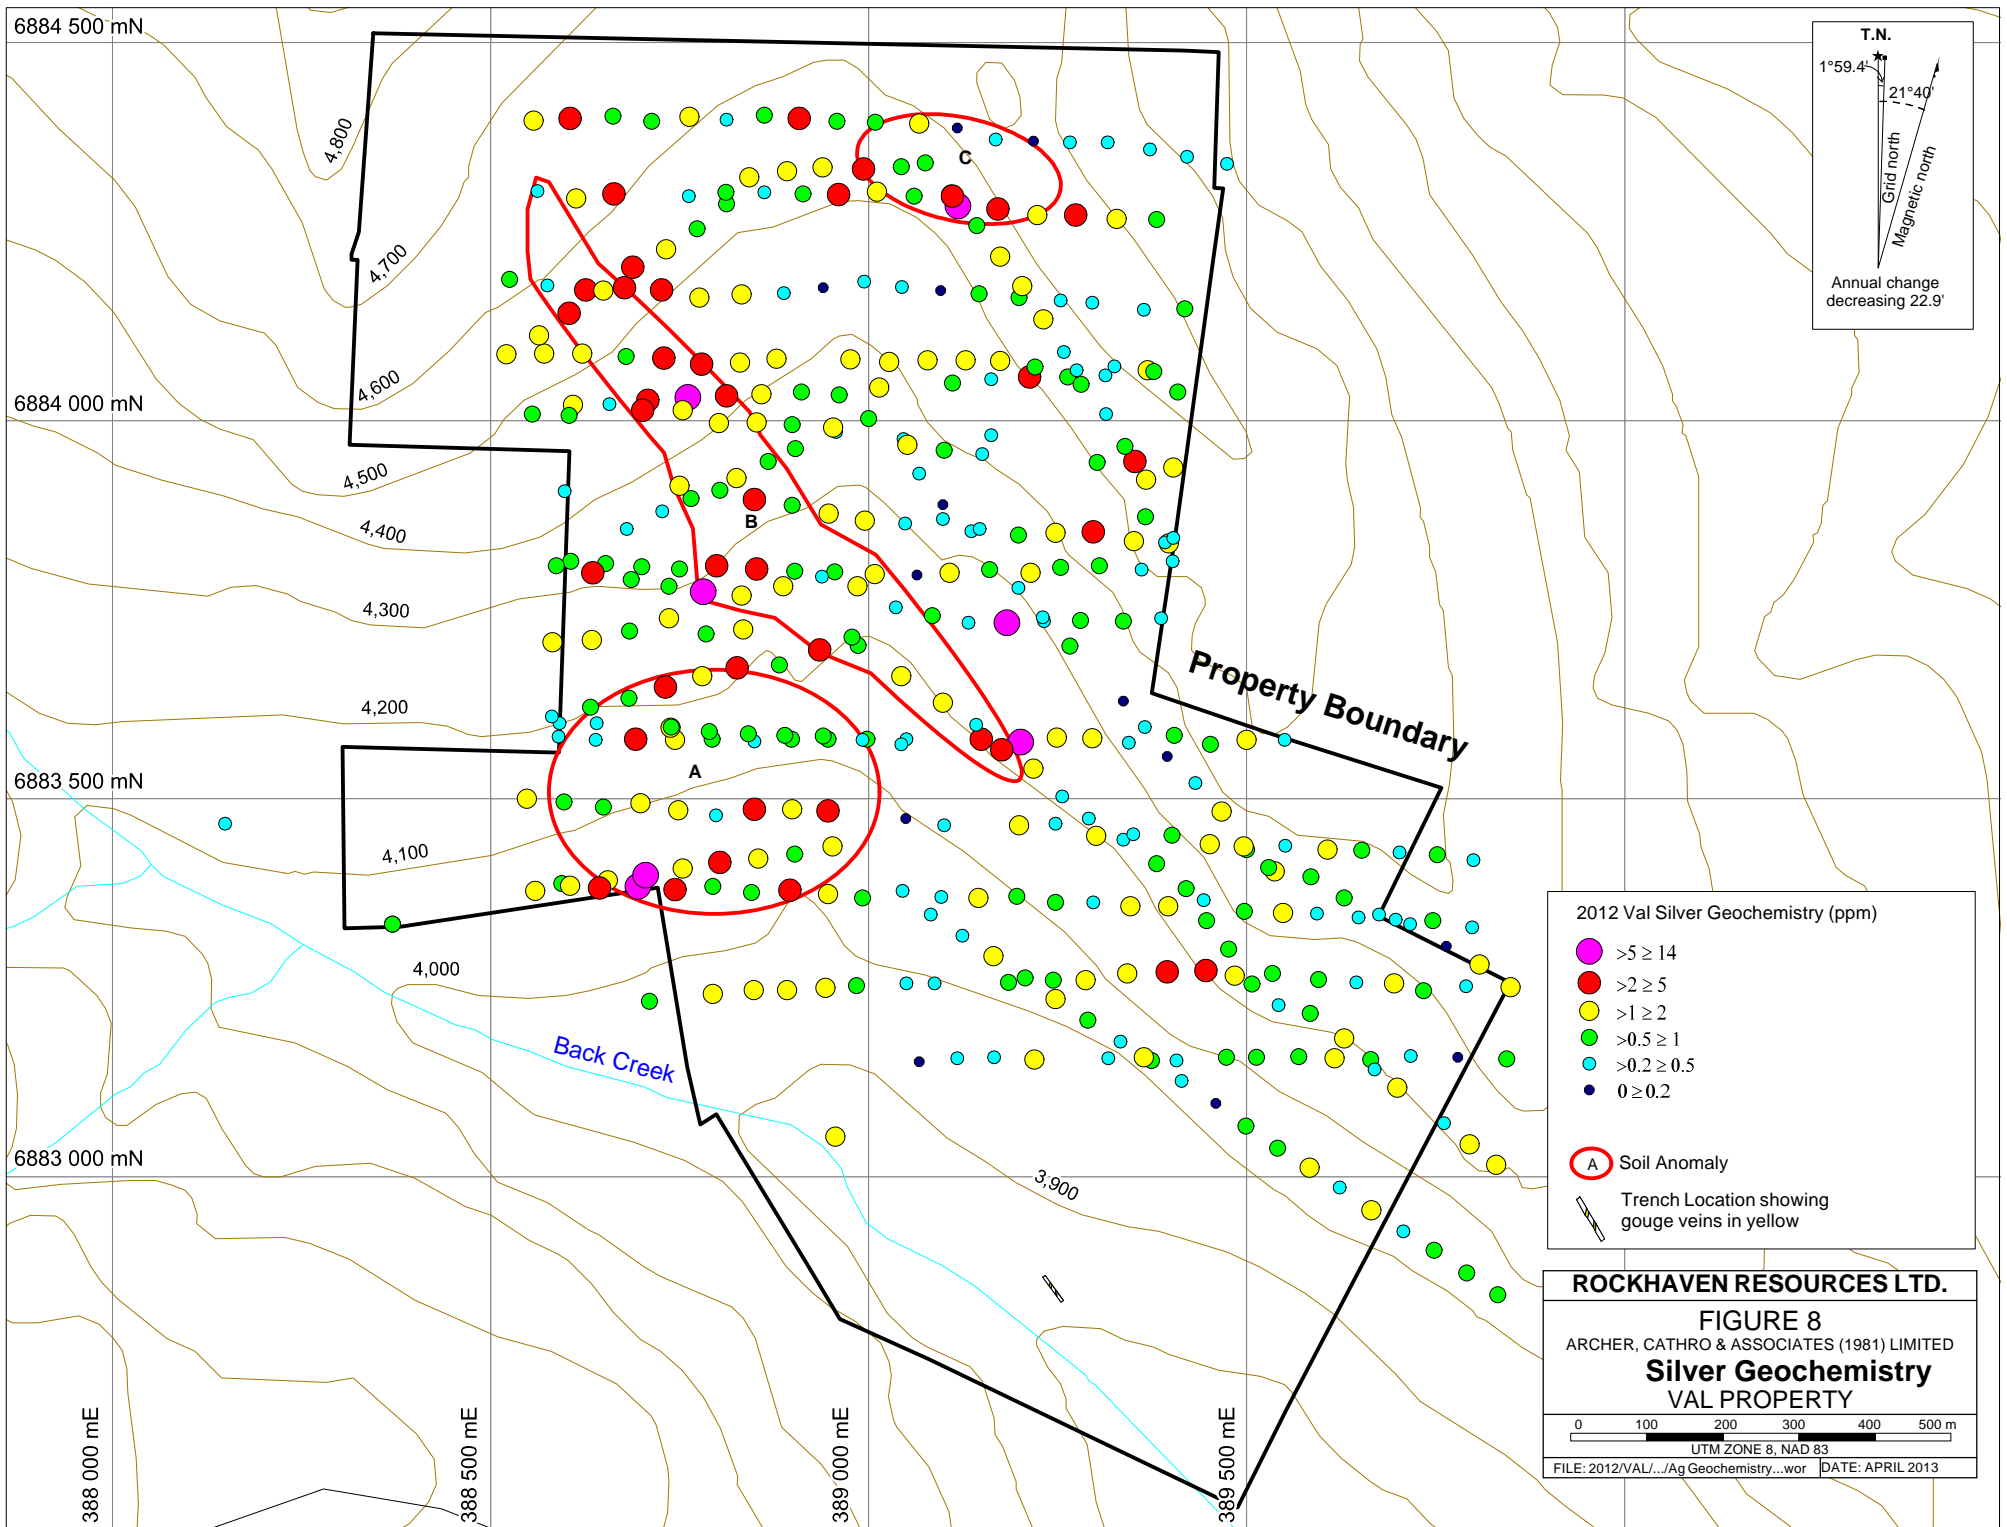 6884 500 mN
T.N.
1°59.4'
21°40'
Grid north
Magnetic north
Annual change
decreasing 22.9'
4,800
C
4,700
4,600
6884 000 mN
4,500
4,400
B
4,300
4,200
Property Boundary
A
6883 500 mN
4,100
4,000
Back Creek
6883 000 mN
3,900
2012 Val Silver Geochemistry (ppm)
>5 ≥ 14
>2 ≥ 5
>1 ≥ 2
>0.5 ≥ 1
>0.2 ≥ 0.5
0 ≥ 0.2
A Soil Anomaly
Trench Location showing
gouge veins in yellow
ROCKHAVEN RESOURCES LTD.
FIGURE 8
ARCHER, CATHRO & ASSOCIATES (1981) LIMITED
Silver Geochemistry
VAL PROPERTY
0 100 200 300 400 500 m
UTM ZONE 8, NAD 83
FILE: 2012/VAL/.../Ag Geochemistry...wor DATE: APRIL 2013
388 000 mE
388 500 mE
389 000 mE
389 500 mE